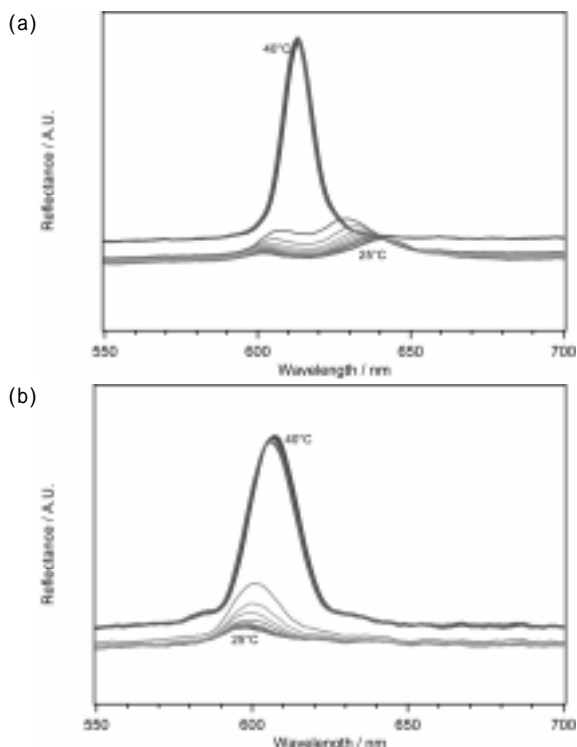 (a)
Reflectance / A.U.
40°C
25°C
550 600 650 700
Wavelength / nm
(b)
Reflectance / A.U.
40°C
25°C
550 600 650 700
Wavelength / nm